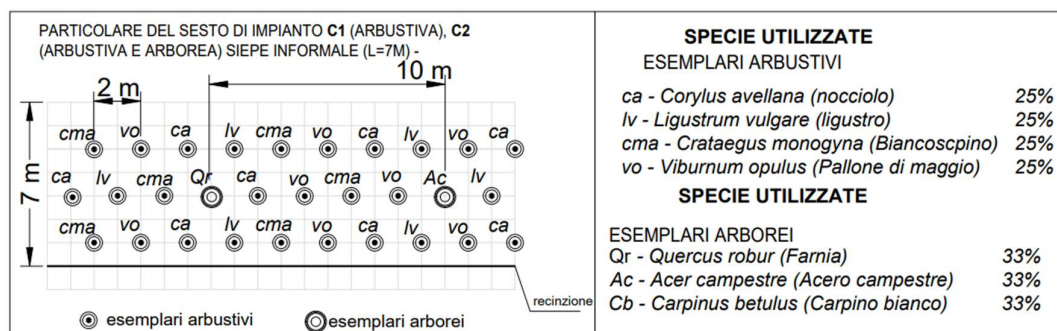 PARTICOLARE DEL SESTO DI IMPIANTO C1 (ARBUSTIVA), C2
(ARBUSTIVA E ARBOREA) SIEPE INFORMALE (L=7M) -
10 m
2 m
cma vo ca lv cma vo ca lv vo ca
ca lv cma Qr ca vo cma vo Ac lv
7 m
cma vo ca lv cma vo ca lv vo ca
recinzione
esemplari arbustivi esemplari arborei
SPECIE UTILIZZATE
ESEMPLARI ARBUSTIVI
ca - Corylus avellana (nocciolo) 25%
lv - Ligustrum vulgare (ligustro) 25%
cma - Crataegus monogyna (Biancoscpino) 25%
vo - Viburnum opulus (Pallone di maggio) 25%
SPECIE UTILIZZATE
ESEMPLARI ARBOREI
Qr - Quercus robur (Farnia) 33%
Ac - Acer campestre (Acero campestre) 33%
Cb - Carpinus betulus (Carpino bianco) 33%